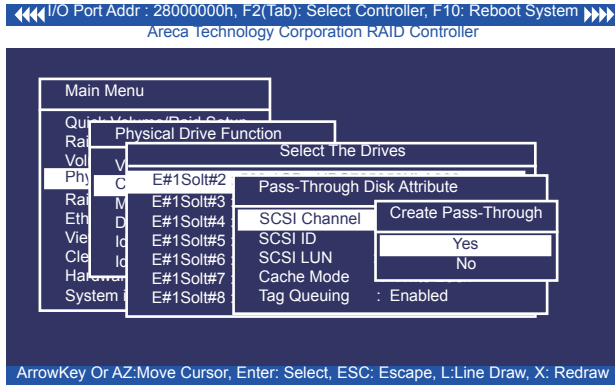 I/O Port Addr : 28000000h, F2(Tab): Select Controller, F10: Reboot System
Areca Technology Corporation RAID Controller
Main Menu
Physical Drive Function
Select The Drives
E#1Solt#2 :
E#1Solt#3 :
E#1Solt#4 :
E#1Solt#5 :
E#1Solt#6 :
E#1Solt#7 :
E#1Solt#8 :
Pass-Through Disk Attribute
SCSI Channel
SCSI ID
SCSI LUN
Cache Mode
Tag Queuing : Enabled
Create Pass-Through
Yes
No
System
ArrowKey Or AZ:Move Cursor, Enter: Select, ESC: Escape, L:Line Draw, X: Redraw